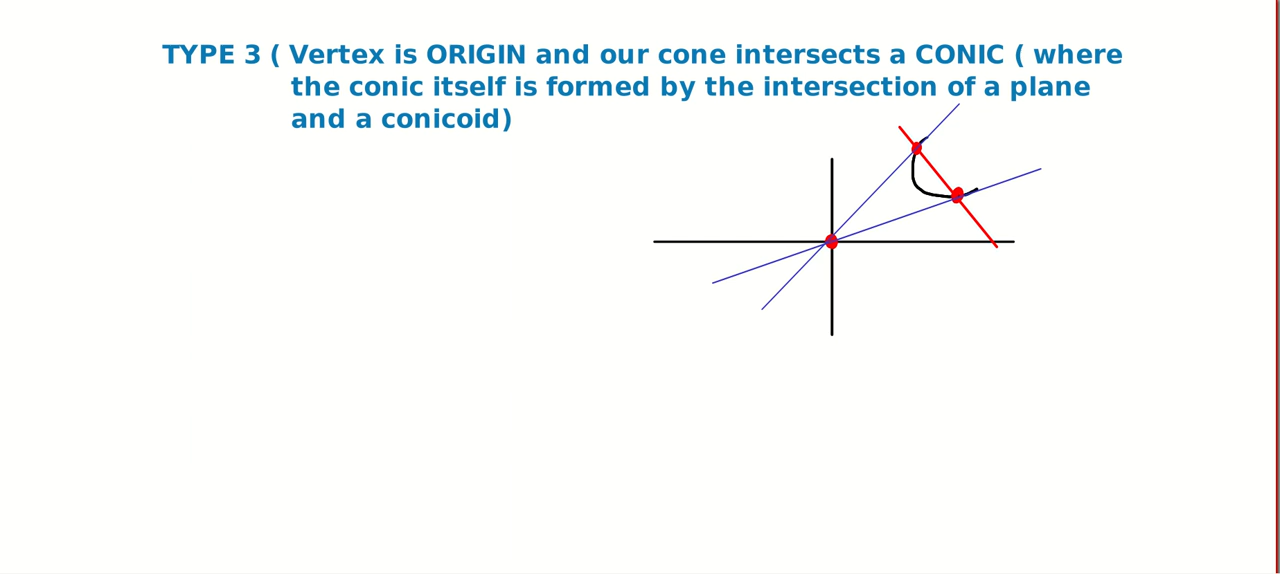 TYPE 3 ( Vertex is ORIGIN and our cone intersects a CONIC ( where
the conic itself is formed by the intersection of a plane
and a conicoid)